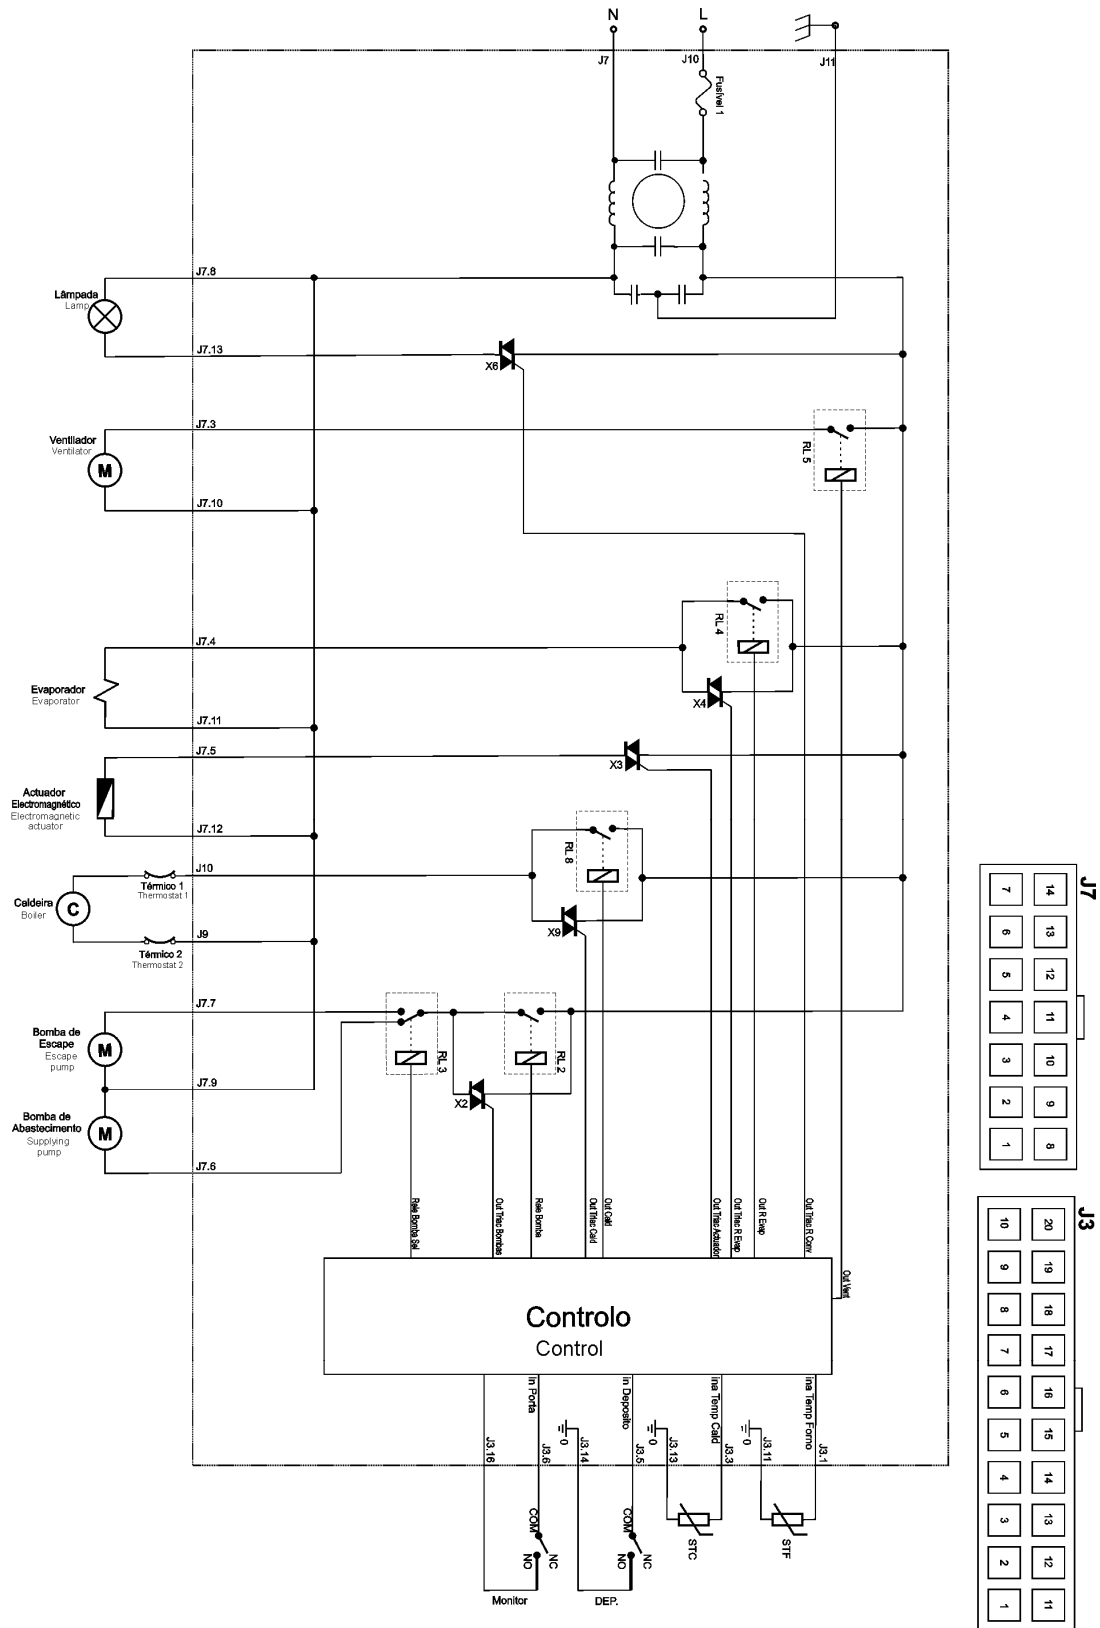 N
L
J7
J10
J11
Fusível 1
J7.8
Lâmpada
Lamp
J7.13
X6
J7.3
Ventilador
Ventilator
M
RL 5
J7.10
RL 4
J7.4
Evaporador
Evaporator
X4
J7.11
J7.5
X3
Actuador
Electromagnético
Electromagnetic
actuator
J7.12
RL 8
J10
Térmico 1
Thermostat 1
Caldeira
Boiler
C
X9
J9
Térmico 2
Thermostat 2
J7.7
Bomba de
Escape
Escape
pump
M
RL 3
RL 2
J7.9
X2
Bomba de
Abastecimento
Supplying
pump
M
J7.6
Rele Bomba Sel
Out Triac Bombas
Rele Bomba
Out Triac Cald
Out Cald
Out Triac Actuador
Out Triac R Evap
Out R Evap
Out Triac R Conv
Out Vent
Controlo
Control
in Porta
in Deposito
ina Temp Cald
ina Temp Forno
J3.16
J3.6
0
J3.14
J3.5
0
J3.13
J3.3
0
J3.11
J3.1
COM
NO
NC
COM
NO
NC
STC
STF
Monitor
DEP.
J7
7 14
6 13
5 12
4 11
3 10
2 9
1 8
J3
10 20
9 19
8 18
7 17
6 16
5 15
4 14
3 13
2 12
1 11